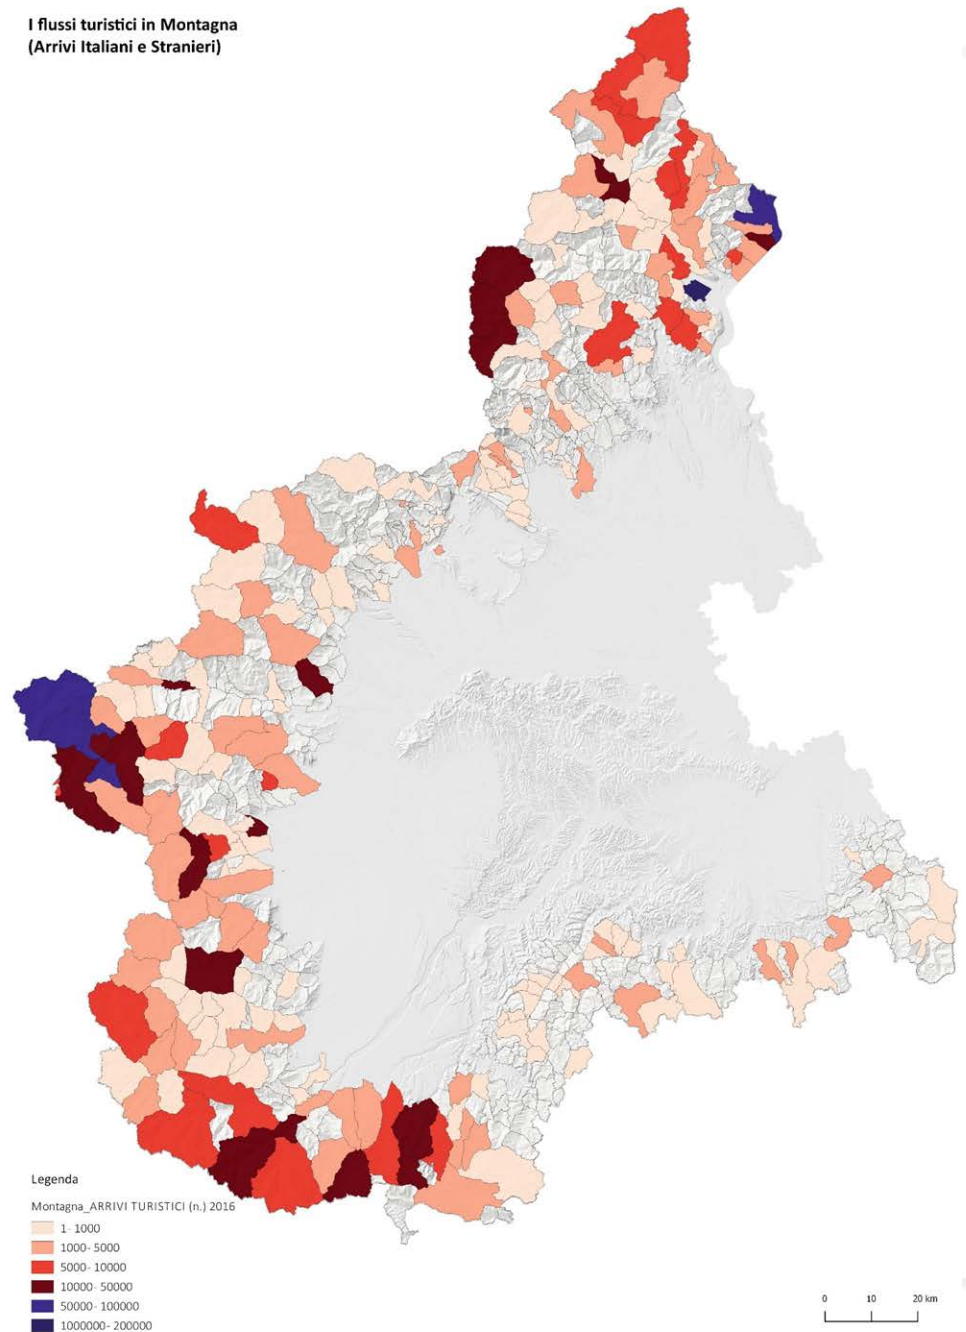 I flussi turistici in Montagna
(Arrivi Italiani e Stranieri)
Legenda
Montagna_ARRIVI TURISTICI (n.) 2016
1- 1000
1000- 5000
5000- 10000
10000- 50000
50000- 100000
1000000- 200000
0 10 20 km